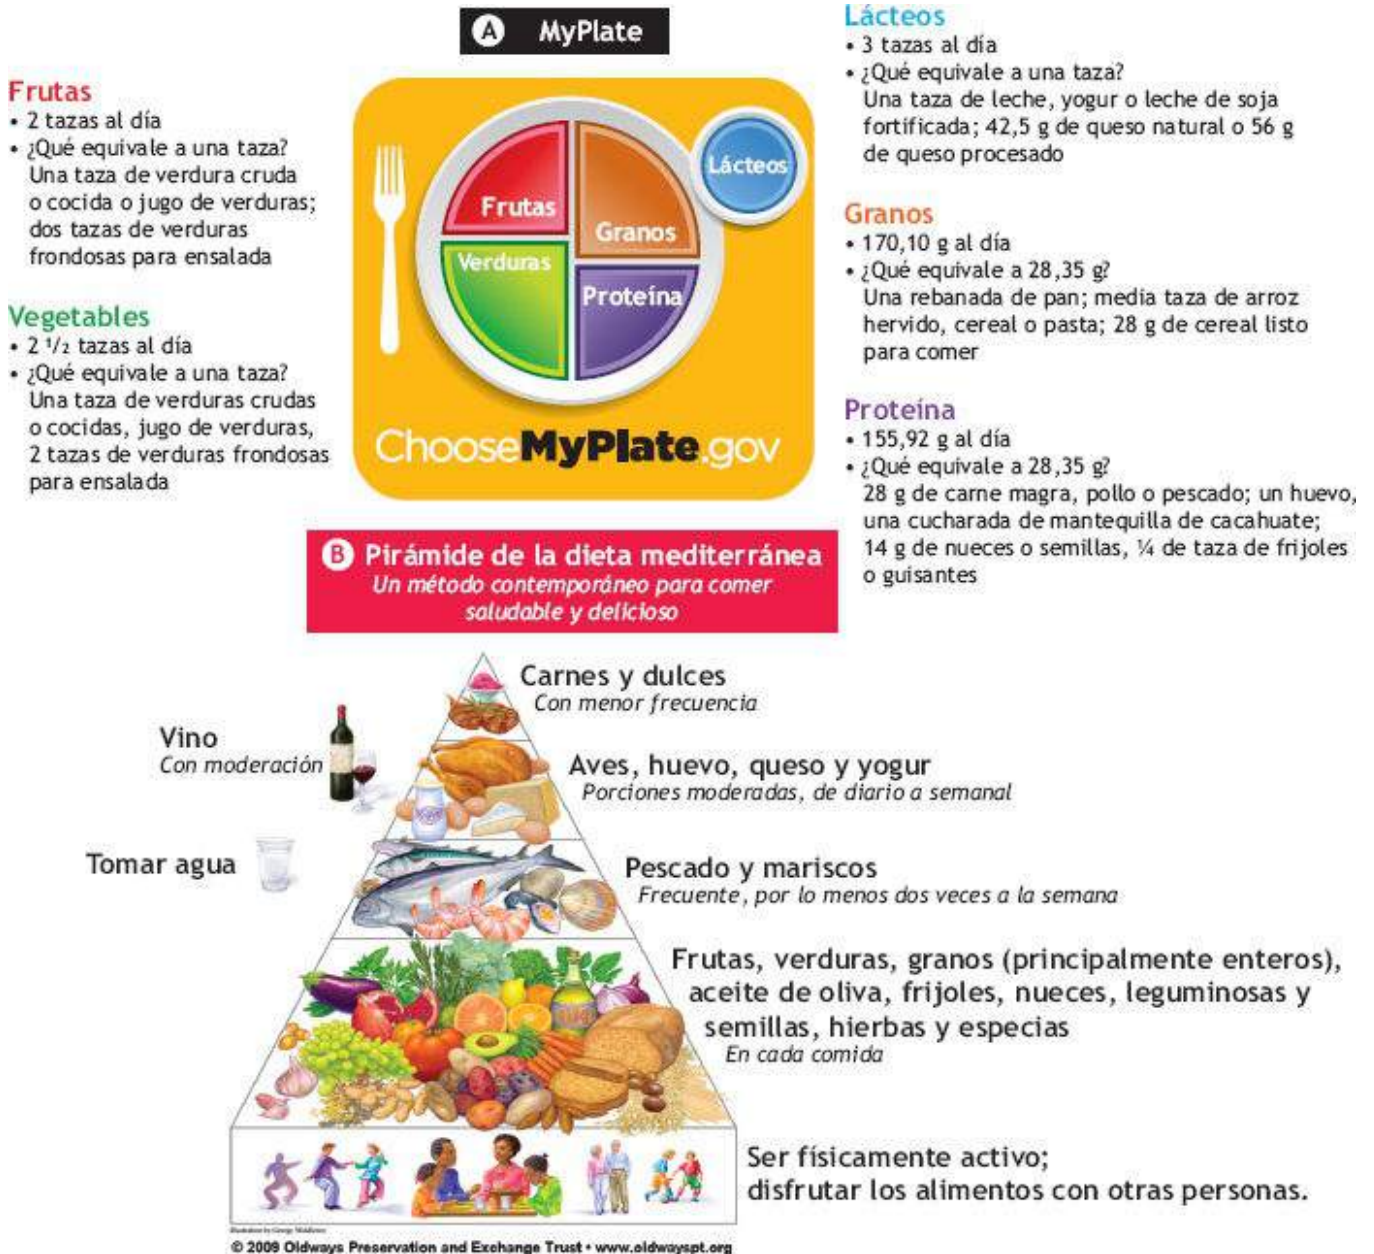 A MyPlate
Frutas
• 2 tazas al día
• ¿Qué equivale a una taza?
Una taza de verdura cruda
o cocida o jugo de verduras;
dos tazas de verduras
frondosas para ensalada
Vegetables
• 2 ¹/₂ tazas al día
• ¿Qué equivale a una taza?
Una taza de verduras crudas
o cocidas, jugo de verduras,
2 tazas de verduras frondosas
para ensalada
Frutas
Granos
Verduras
Proteína
Lácteos
ChooseMyPlate.gov
Lácteos
• 3 tazas al día
• ¿Qué equivale a una taza?
Una taza de leche, yogur o leche de soja
fortificada; 42,5 g de queso natural o 56 g
de queso procesado
Granos
• 170,10 g al día
• ¿Qué equivale a 28,35 g?
Una rebanada de pan; media taza de arroz
hervido, cereal o pasta; 28 g de cereal listo
para comer
Proteína
• 155,92 g al día
• ¿Qué equivale a 28,35 g?
28 g de carne magra, pollo o pescado; un huevo,
una cucharada de mantequilla de cacahuate;
14 g de nueces o semillas, ¼ de taza de frijoles
o guisantes
B Pirámide de la dieta mediterránea
Un método contemporáneo para comer
saludable y delicioso
Carnes y dulces
Con menor frecuencia
Vino
Con moderación
Aves, huevo, queso y yogur
Porciones moderadas, de diario a semanal
Tomar agua
Pescado y mariscos
Frecuente, por lo menos dos veces a la semana
Frutas, verduras, granos (principalmente enteros),
aceite de oliva, frijoles, nueces, leguminosas y
semillas, hierbas y especias
En cada comida
Ser físicamente activo;
disfrutar los alimentos con otras personas.
Illustration by George Middleton
© 2009 Oldways Preservation and Exchange Trust • www.oldwayspt.org